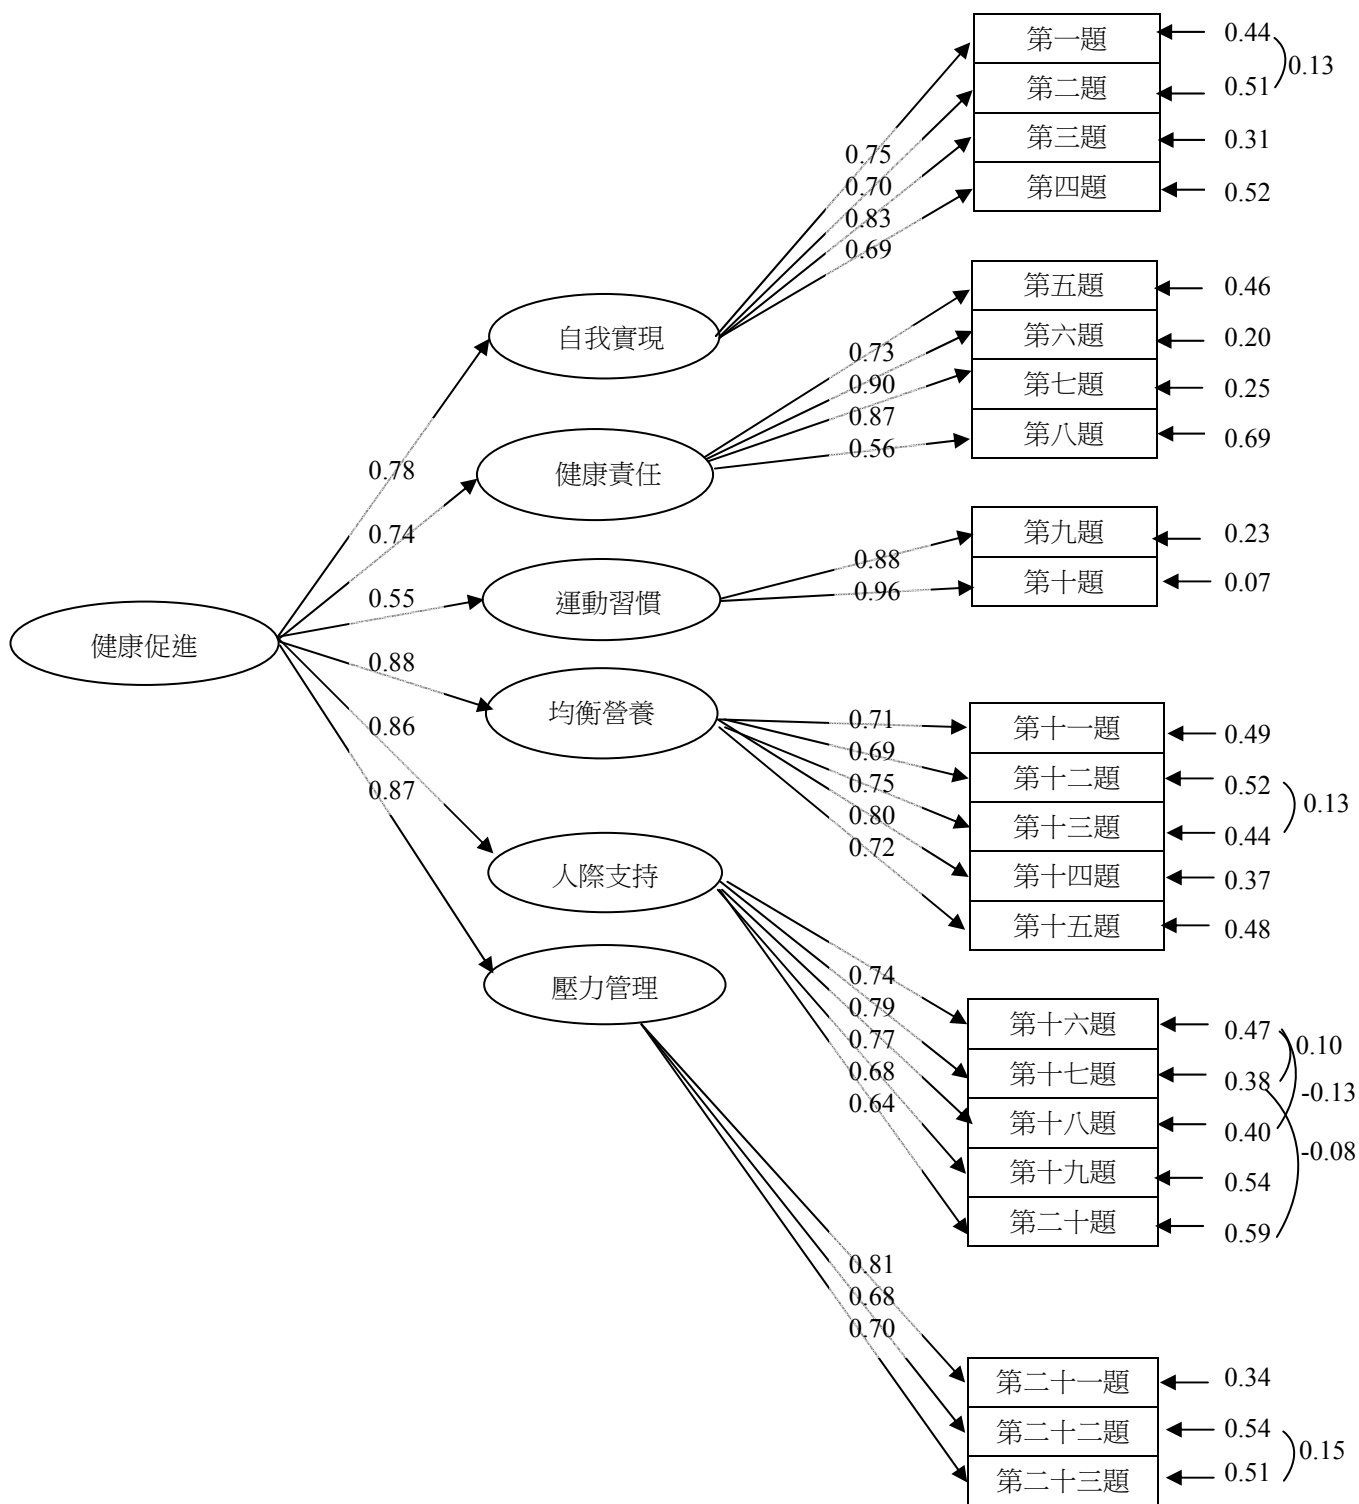 第一題
0.44
0.13
第二題
0.51
第三題
0.31
第四題
0.52
0.75
0.70
0.83
0.69
第五題
0.46
第六題
0.20
第七題
0.25
第八題
0.69
自我實現
0.73
0.90
0.87
0.56
健康責任
0.78
0.74
0.55
0.88
0.86
0.87
第九題
0.23
第十題
0.07
0.88
0.96
運動習慣
健康促進
均衡營養
0.71
0.69
0.75
0.80
0.72
第十一題
0.49
第十二題
0.52
0.13
第十三題
0.44
第十四題
0.37
第十五題
0.48
人際支持
0.74
0.79
0.77
0.68
0.64
壓力管理
第十六題
0.47
0.10
第十七題
0.38
-0.13
第十八題
0.40
-0.08
第十九題
0.54
第二十題
0.59
0.81
0.68
0.70
第二十一題
0.34
第二十二題
0.54
0.15
第二十三題
0.51